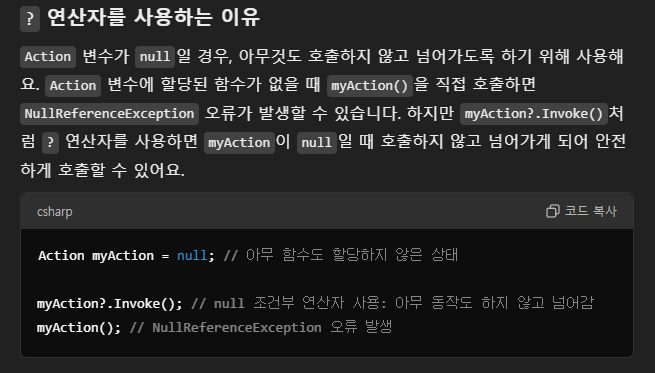 ? 연산자를 사용하는 이유
Action 변수가 null일 경우, 아무것도 호출하지 않고 넘어가도록 하기 위해 사용해
요. Action 변수에 할당된 함수가 없을 때 myAction()을 직접 호출하면
NullReferenceException 오류가 발생할 수 있습니다. 하지만 myAction?.Invoke()처
럼 ? 연산자를 사용하면 myAction이 null일 때 호출하지 않고 넘어가게 되어 안전
하게 호출할 수 있어요.
csharp 코드 복사
Action myAction = null; // 아무 함수도 할당하지 않은 상태
myAction?.Invoke(); // null 조건부 연산자 사용: 아무 동작도 하지 않고 넘어감
myAction(); // NullReferenceException 오류 발생